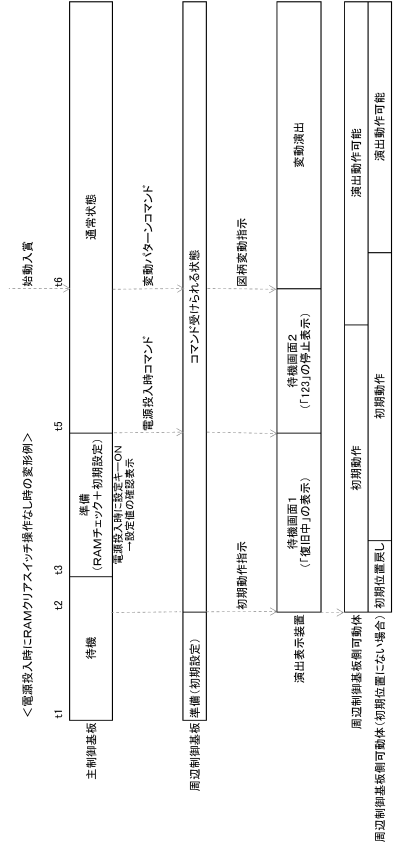 ＜電源投入時にRAMクリアスイッチ操作なし時の変形例＞
始動入賞
t1
t2
t3
t5
t6
主制御基板
待機
準備
（RAMチェック＋初期設定）
通常状態
電源投入時に設定キーON
→設定値の確認表示
電源投入時コマンド
変動パターンコマンド
周辺制御基板
準備（初期設定）
コマンド受けられる状態
初期動作指示
図柄変動指示
演出表示装置
待機画面1
（「復旧中」の表示）
待機画面2
（「123」の停止表示）
変動演出
周辺制御基板側可動体
初期動作
演出動作可能
周辺制御基板側可動体（初期位置にない場合）
初期位置戻し
初期動作
演出動作可能